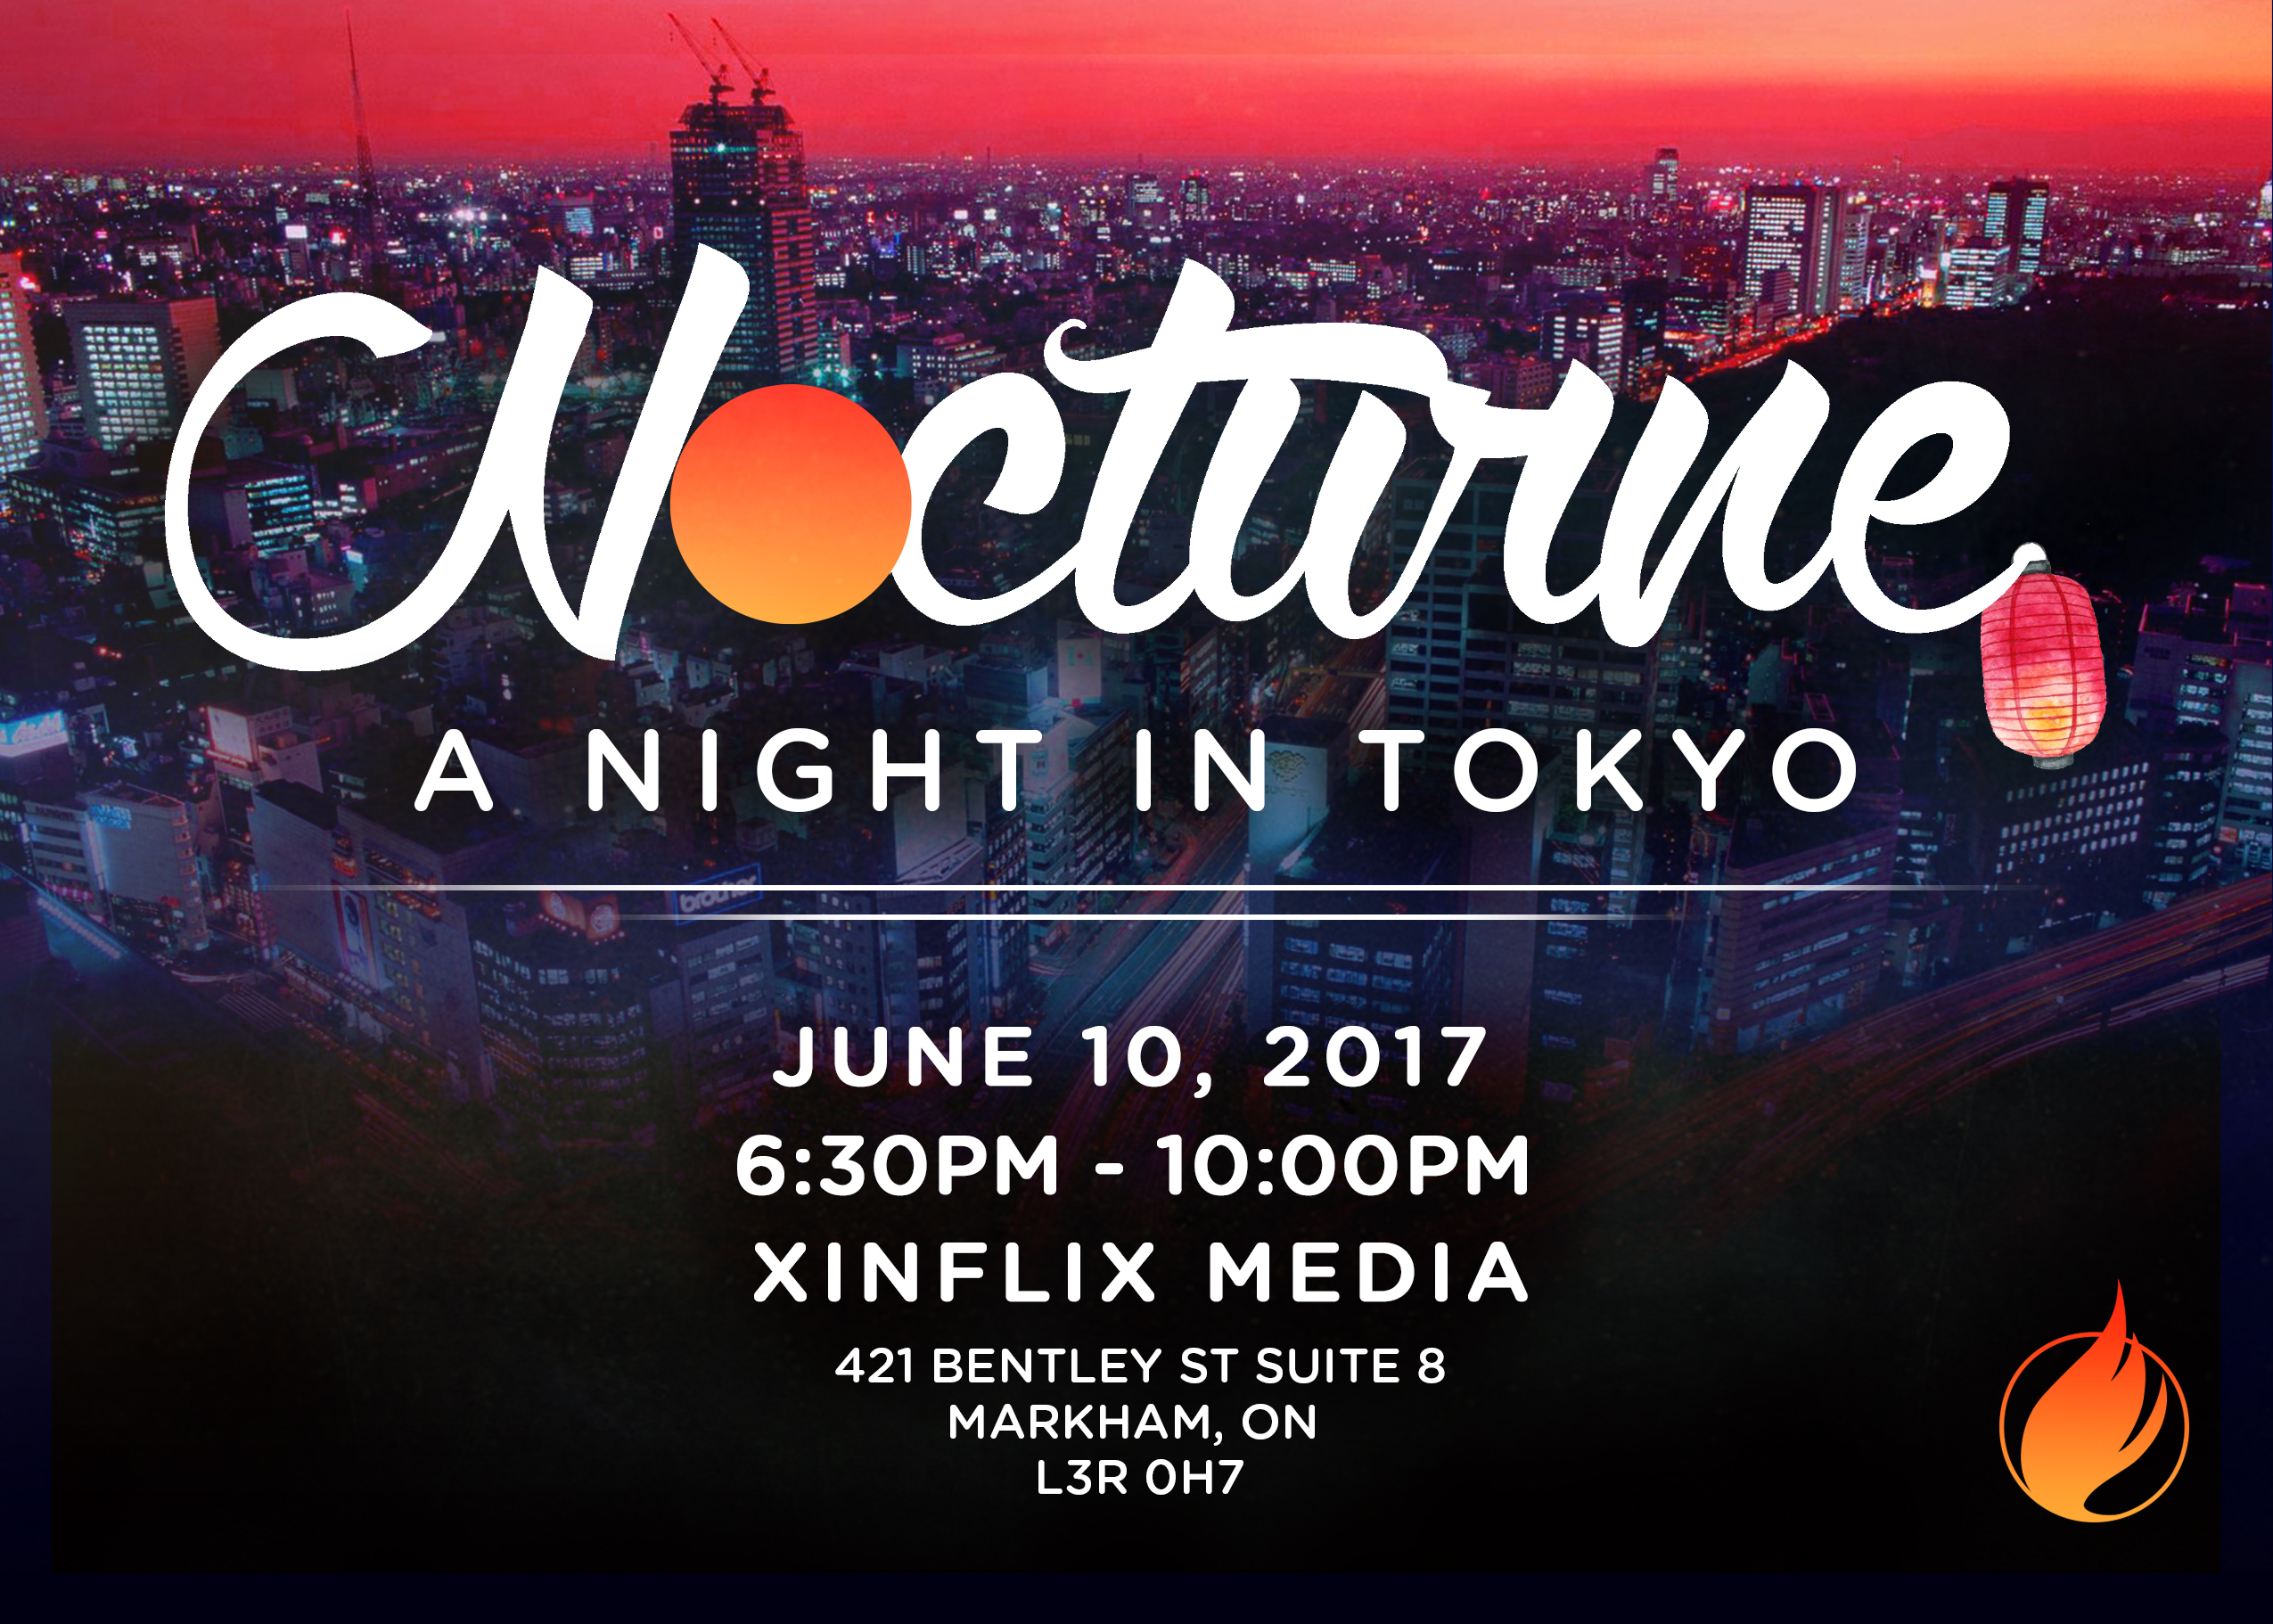 Nocturne
A NIGHT IN TOKYO
brother
JUNE 10, 2017
6:30PM - 10:00PM
XINFLIX MEDIA
421 BENTLEY ST SUITE 8
MARKHAM, ON
L3R 0H7